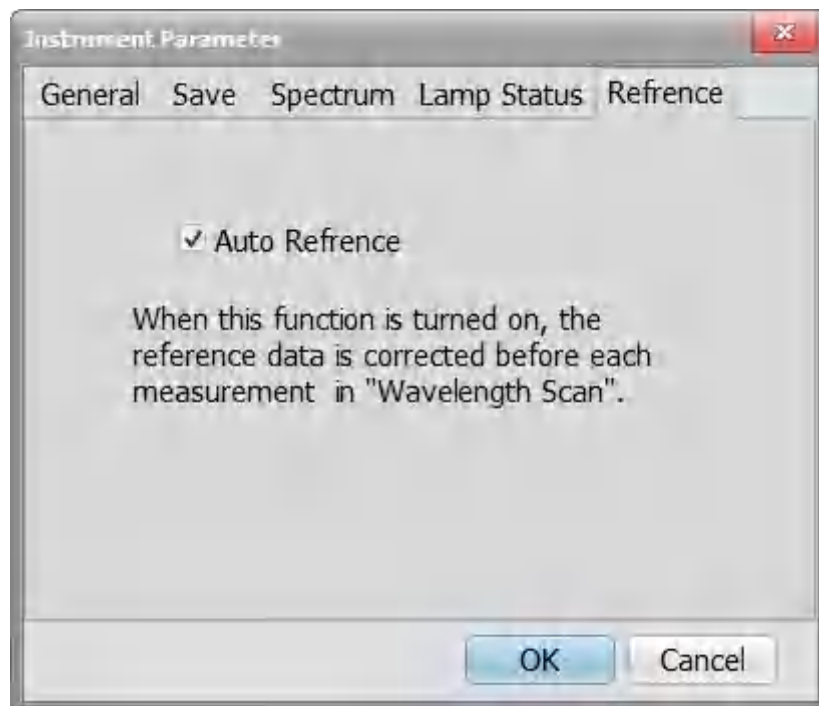 Instrument Parameter
General Save Spectrum Lamp Status Refrence
Auto Refrence
When this function is turned on, the
reference data is corrected before each
measurement in "Wavelength Scan".
OK Cancel